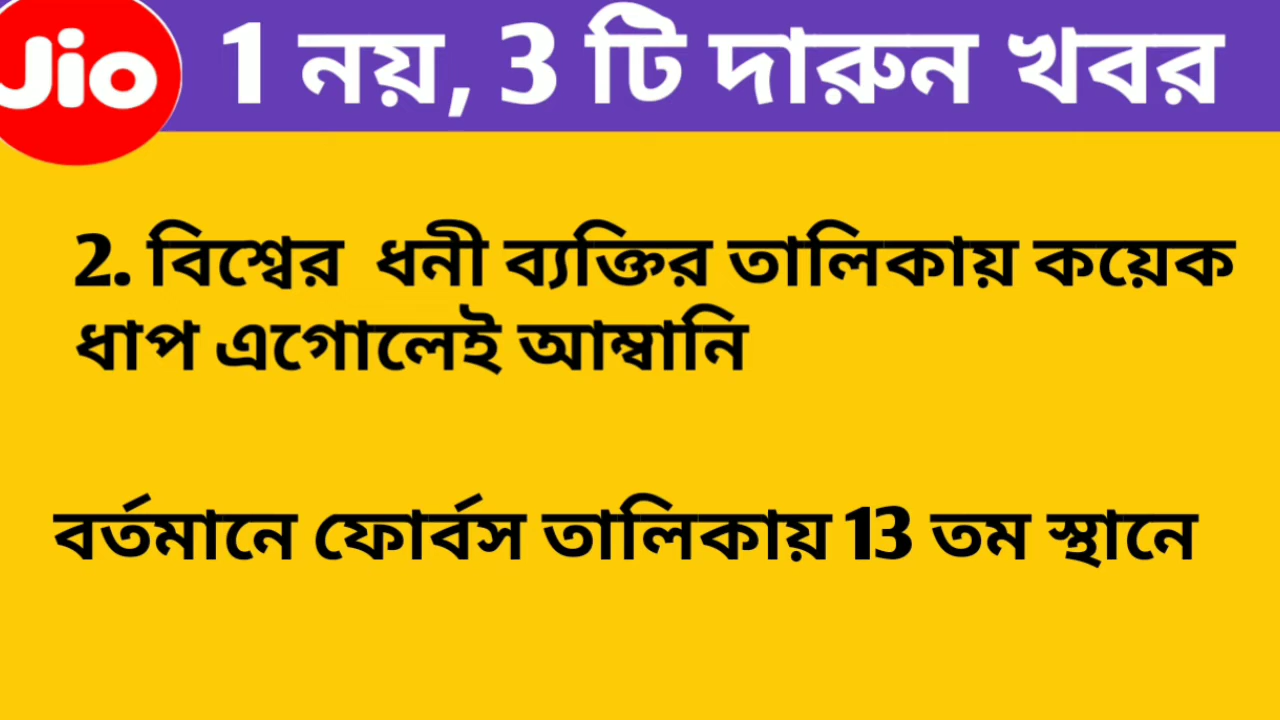 Jio
1 নয়, 3 টি দারুন খবর
2. বিশ্বের ধনী ব্যক্তির তালিকায় কয়েক
ধাপ এগোলেই আম্বানি
বর্তমানে ফোর্বস তালিকায় 13 তম স্থানে